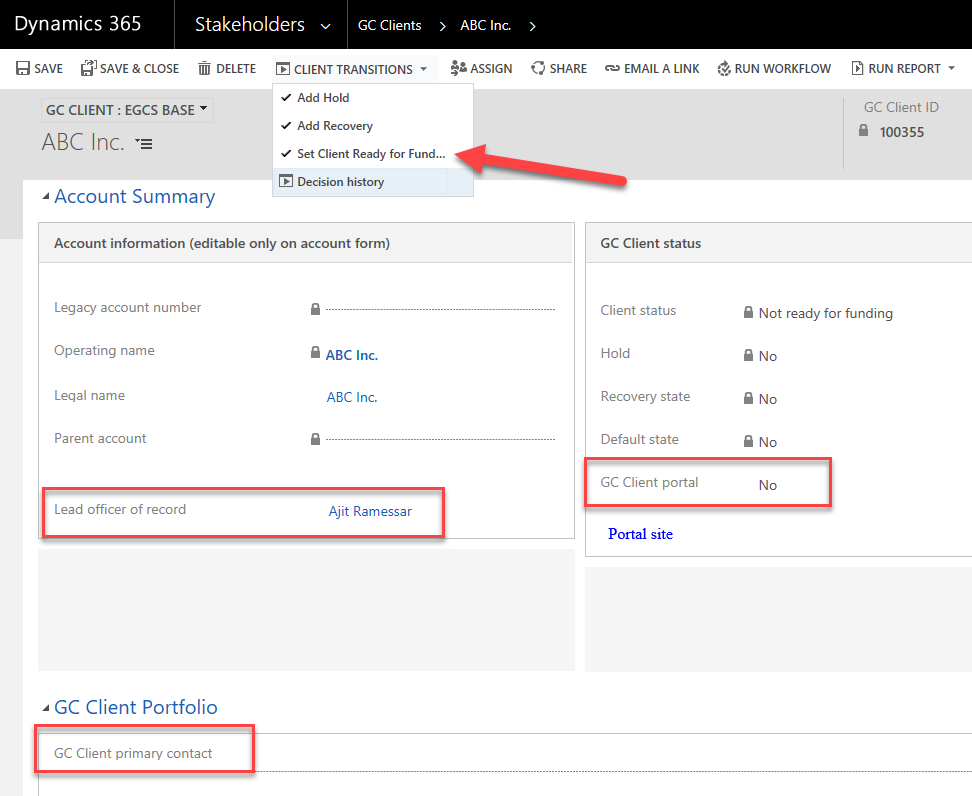 Dynamics 365 Stakeholders GC Clients ABC Inc.
SAVE SAVE & CLOSE DELETE CLIENT TRANSITIONS ASSIGN SHARE EMAIL A LINK RUN WORKFLOW RUN REPORT
Add Hold
Add Recovery
Set Client Ready for Fund...
Decision history
GC CLIENT : EGCS BASE
ABC Inc.
GC Client ID
100355
Account Summary
Account information (editable only on account form)
Legacy account number
Operating name ABC Inc.
Legal name ABC Inc.
Parent account
Lead officer of record Ajit Ramessar
GC Client status
Client status Not ready for funding
Hold No
Recovery state No
Default state No
GC Client portal No
Portal site
GC Client Portfolio
GC Client primary contact